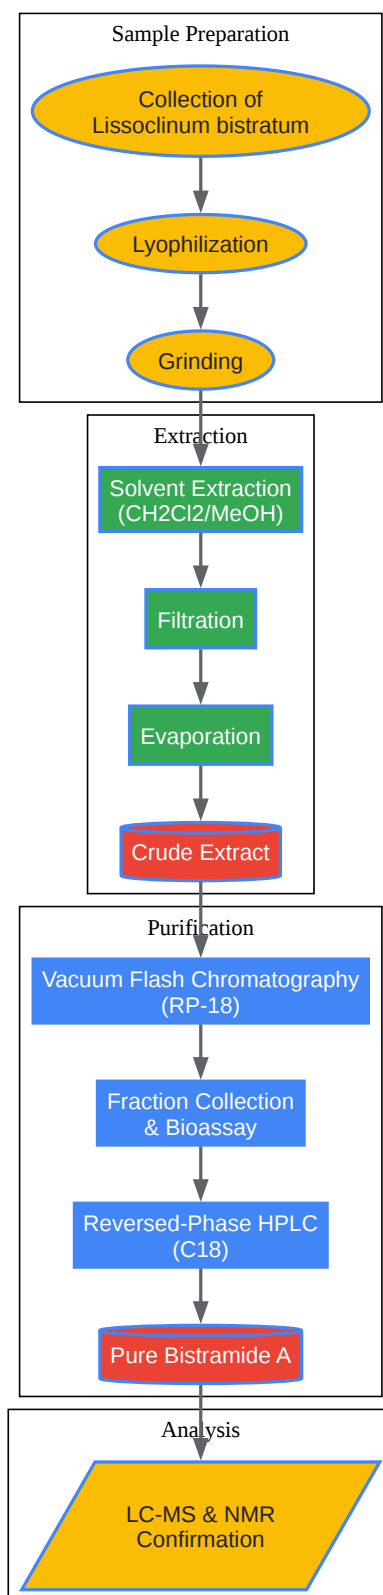 Sample Preparation
Collection of
Lissoclinum bistratum
Lyophilization
Grinding
Extraction
Solvent Extraction
(CH2Cl2/MeOH)
Filtration
Evaporation
Crude Extract
Purification
Vacuum Flash Chromatography
(RP-18)
Fraction Collection
& Bioassay
Reversed-Phase HPLC
(C18)
Pure Bistramide A
Analysis
LC-MS & NMR
Confirmation